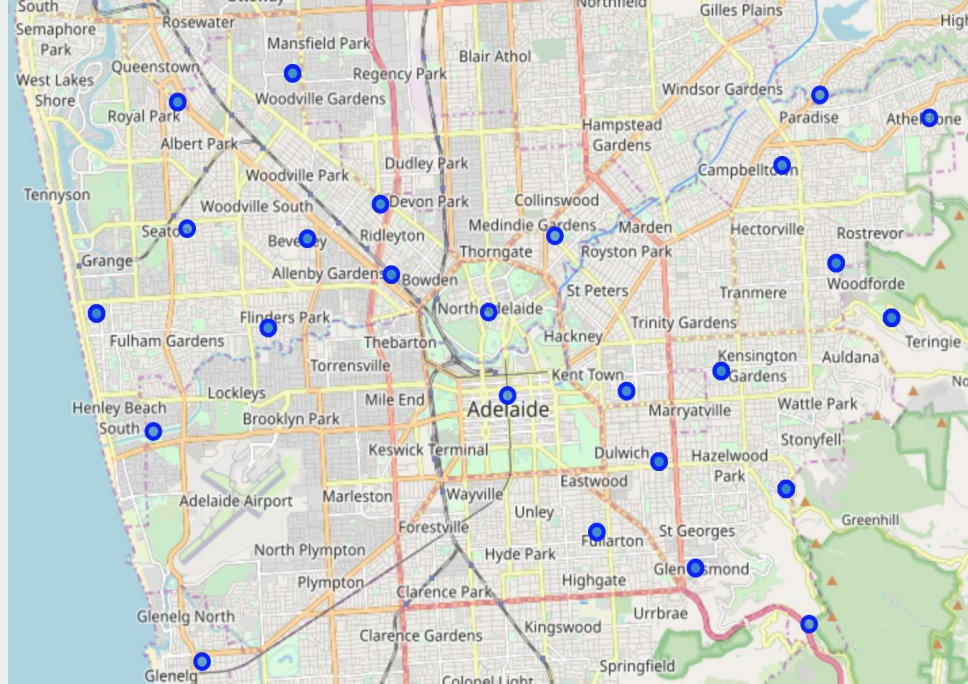 South
Rosewater
Northfield
Gilles Plains
Semaphore
Park
Mansfield Park
Queenstown
Blair Athol
Regency Park
West Lakes
Shore
Woodville Gardens
Windsor Gardens
Royal Park
Hampstead
Gardens
Paradise
Albert Park
Dudley Park
Woodville Park
Campbelltown
Tennyson
Woodville South
Devon Park
Collinswood
Seaton
Ridleyton
Medindie Gardens
Marden
Hectorville
Rostrevor
Grange
Thorngate
Royston Park
Allenby Gardens
Bowden
St Peters
Tranmere
Woodforde
Flinders Park
North Adelaide
Trinity Gardens
Fulham Gardens
Thebarton
Hackney
Teringie
Torrensville
Kensington
Gardens
Auldana
Kent Town
Lockleys
Mile End
Adelaide
Marryatville
Wattle Park
No
Henley Beach
South
Brooklyn Park
Stonyfell
Keswick Terminal
Dulwich
Hazelwood
Park
Eastwood
Adelaide Airport
Marleston
Wayville
Unley
Greenhill
Forestville
St Georges
Fullarton
North Plympton
Hyde Park
Plympton
Highgate
Clarence Park
Glenelg North
Urrbrae
Clarence Gardens
Kingswood
Springfield
Glenelg
Colonel Light